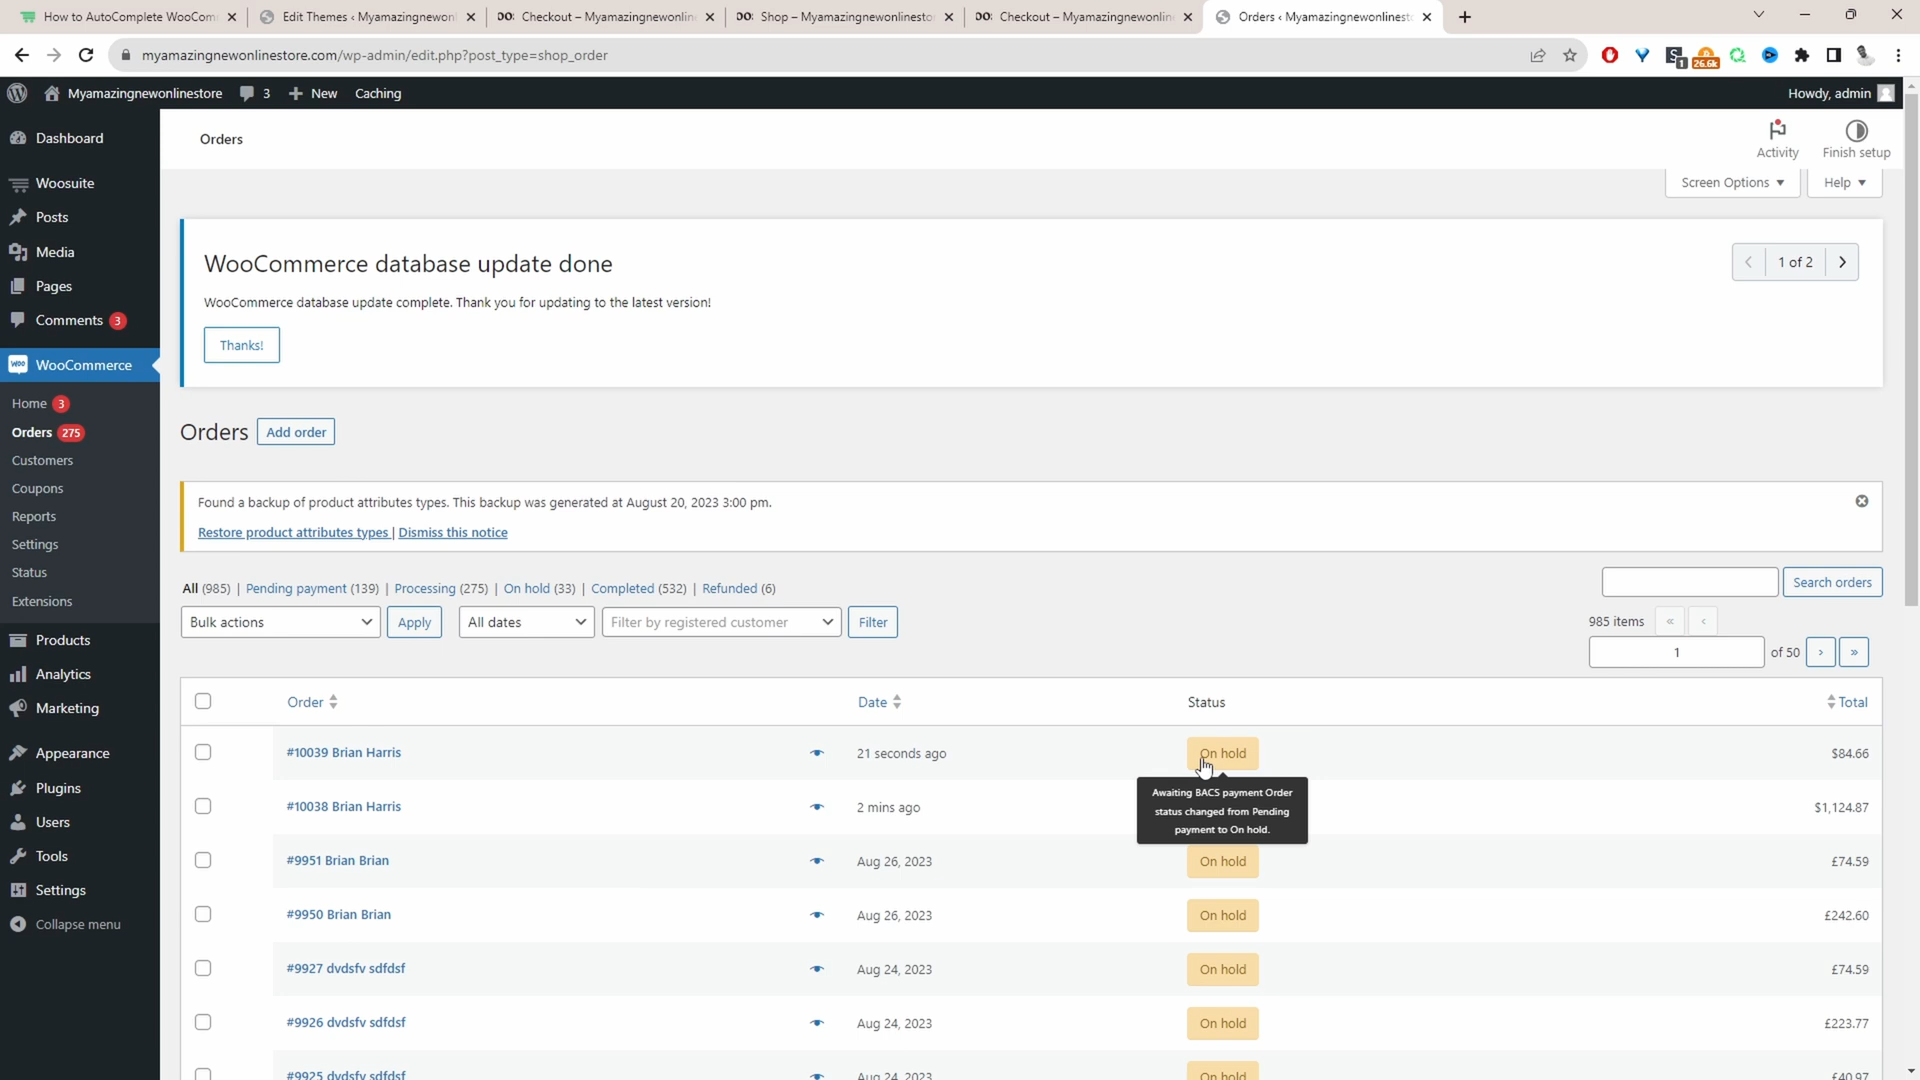 How to AutoComplete WooCom
Edit Themes ‹ Myamazingnewonl
Checkout – Myamazingnewonlin
Shop – Myamazingnewonlinesto
Checkout – Myamazingnewonlin
Orders ‹ Myamazingnewonlinest
myamazingnewonlinestore.com/wp-admin/edit.php?post_type=shop_order
1
26.6k
Myamazingnewonlinestore
3
New
Caching
Howdy, admin
Dashboard
Woosuite
Posts
Media
Pages
Comments 3
WooCommerce
Home 3
Orders 275
Customers
Coupons
Reports
Settings
Status
Extensions
Products
Analytics
Marketing
Appearance
Plugins
Users
Tools
Settings
Collapse menu
Orders
Activity
Finish setup
Screen Options
Help
WooCommerce database update done
1 of 2
WooCommerce database update complete. Thank you for updating to the latest version!
Thanks!
Orders
Add order
Found a backup of product attributes types. This backup was generated at August 20, 2023 3:00 pm.
Restore product attributes types | Dismiss this notice
All (985) | Pending payment (139) | Processing (275) | On hold (33) | Completed (532) | Refunded (6)
Search orders
Bulk actions
Apply
All dates
Filter by registered customer
Filter
985 items « ‹
1 of 50 › »
Order Date Status Total
#10039 Brian Harris 21 seconds ago On hold $84.66
Awaiting BACS payment Order
status changed from Pending
payment to On hold.
#10038 Brian Harris 2 mins ago $1,124.87
#9951 Brian Brian Aug 26, 2023 On hold £74.59
#9950 Brian Brian Aug 26, 2023 On hold £242.60
#9927 dvdsfv sdfdsf Aug 24, 2023 On hold £74.59
#9926 dvdsfv sdfdsf Aug 24, 2023 On hold £223.77
#9925 dvdsfv sdfdsf Aug 24, 2023 On hold £40.97